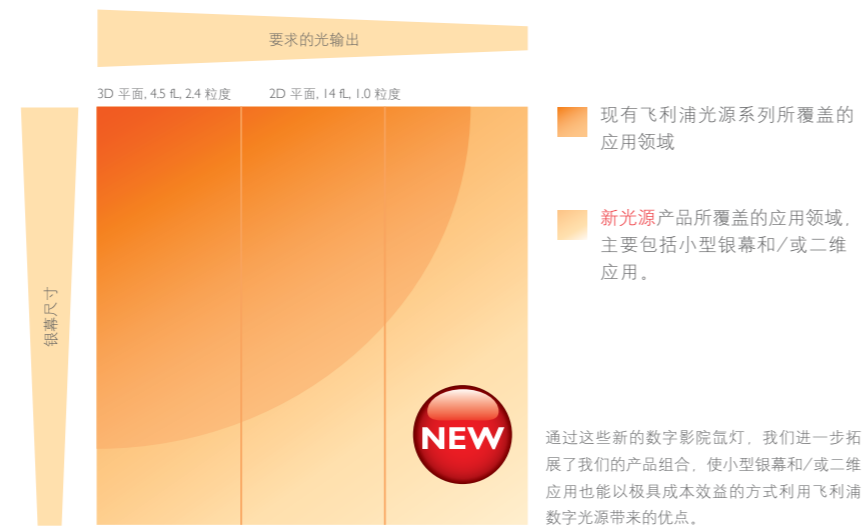 要求的光输出
3D 平面, 4.5 fL, 2.4 粒度
2D 平面, 14 fL, 1.0 粒度
银幕尺寸
现有飞利浦光源系列所覆盖的
应用领域
新光源产品所覆盖的应用领域，
主要包括小型银幕和/或二维
应用。
NEW
通过这些新的数字影院氙灯，我们进一步拓
展了我们的产品组合，使小型银幕和/或二维
应用也能以极具成本效益的方式利用飞利浦
数字光源带来的优点。